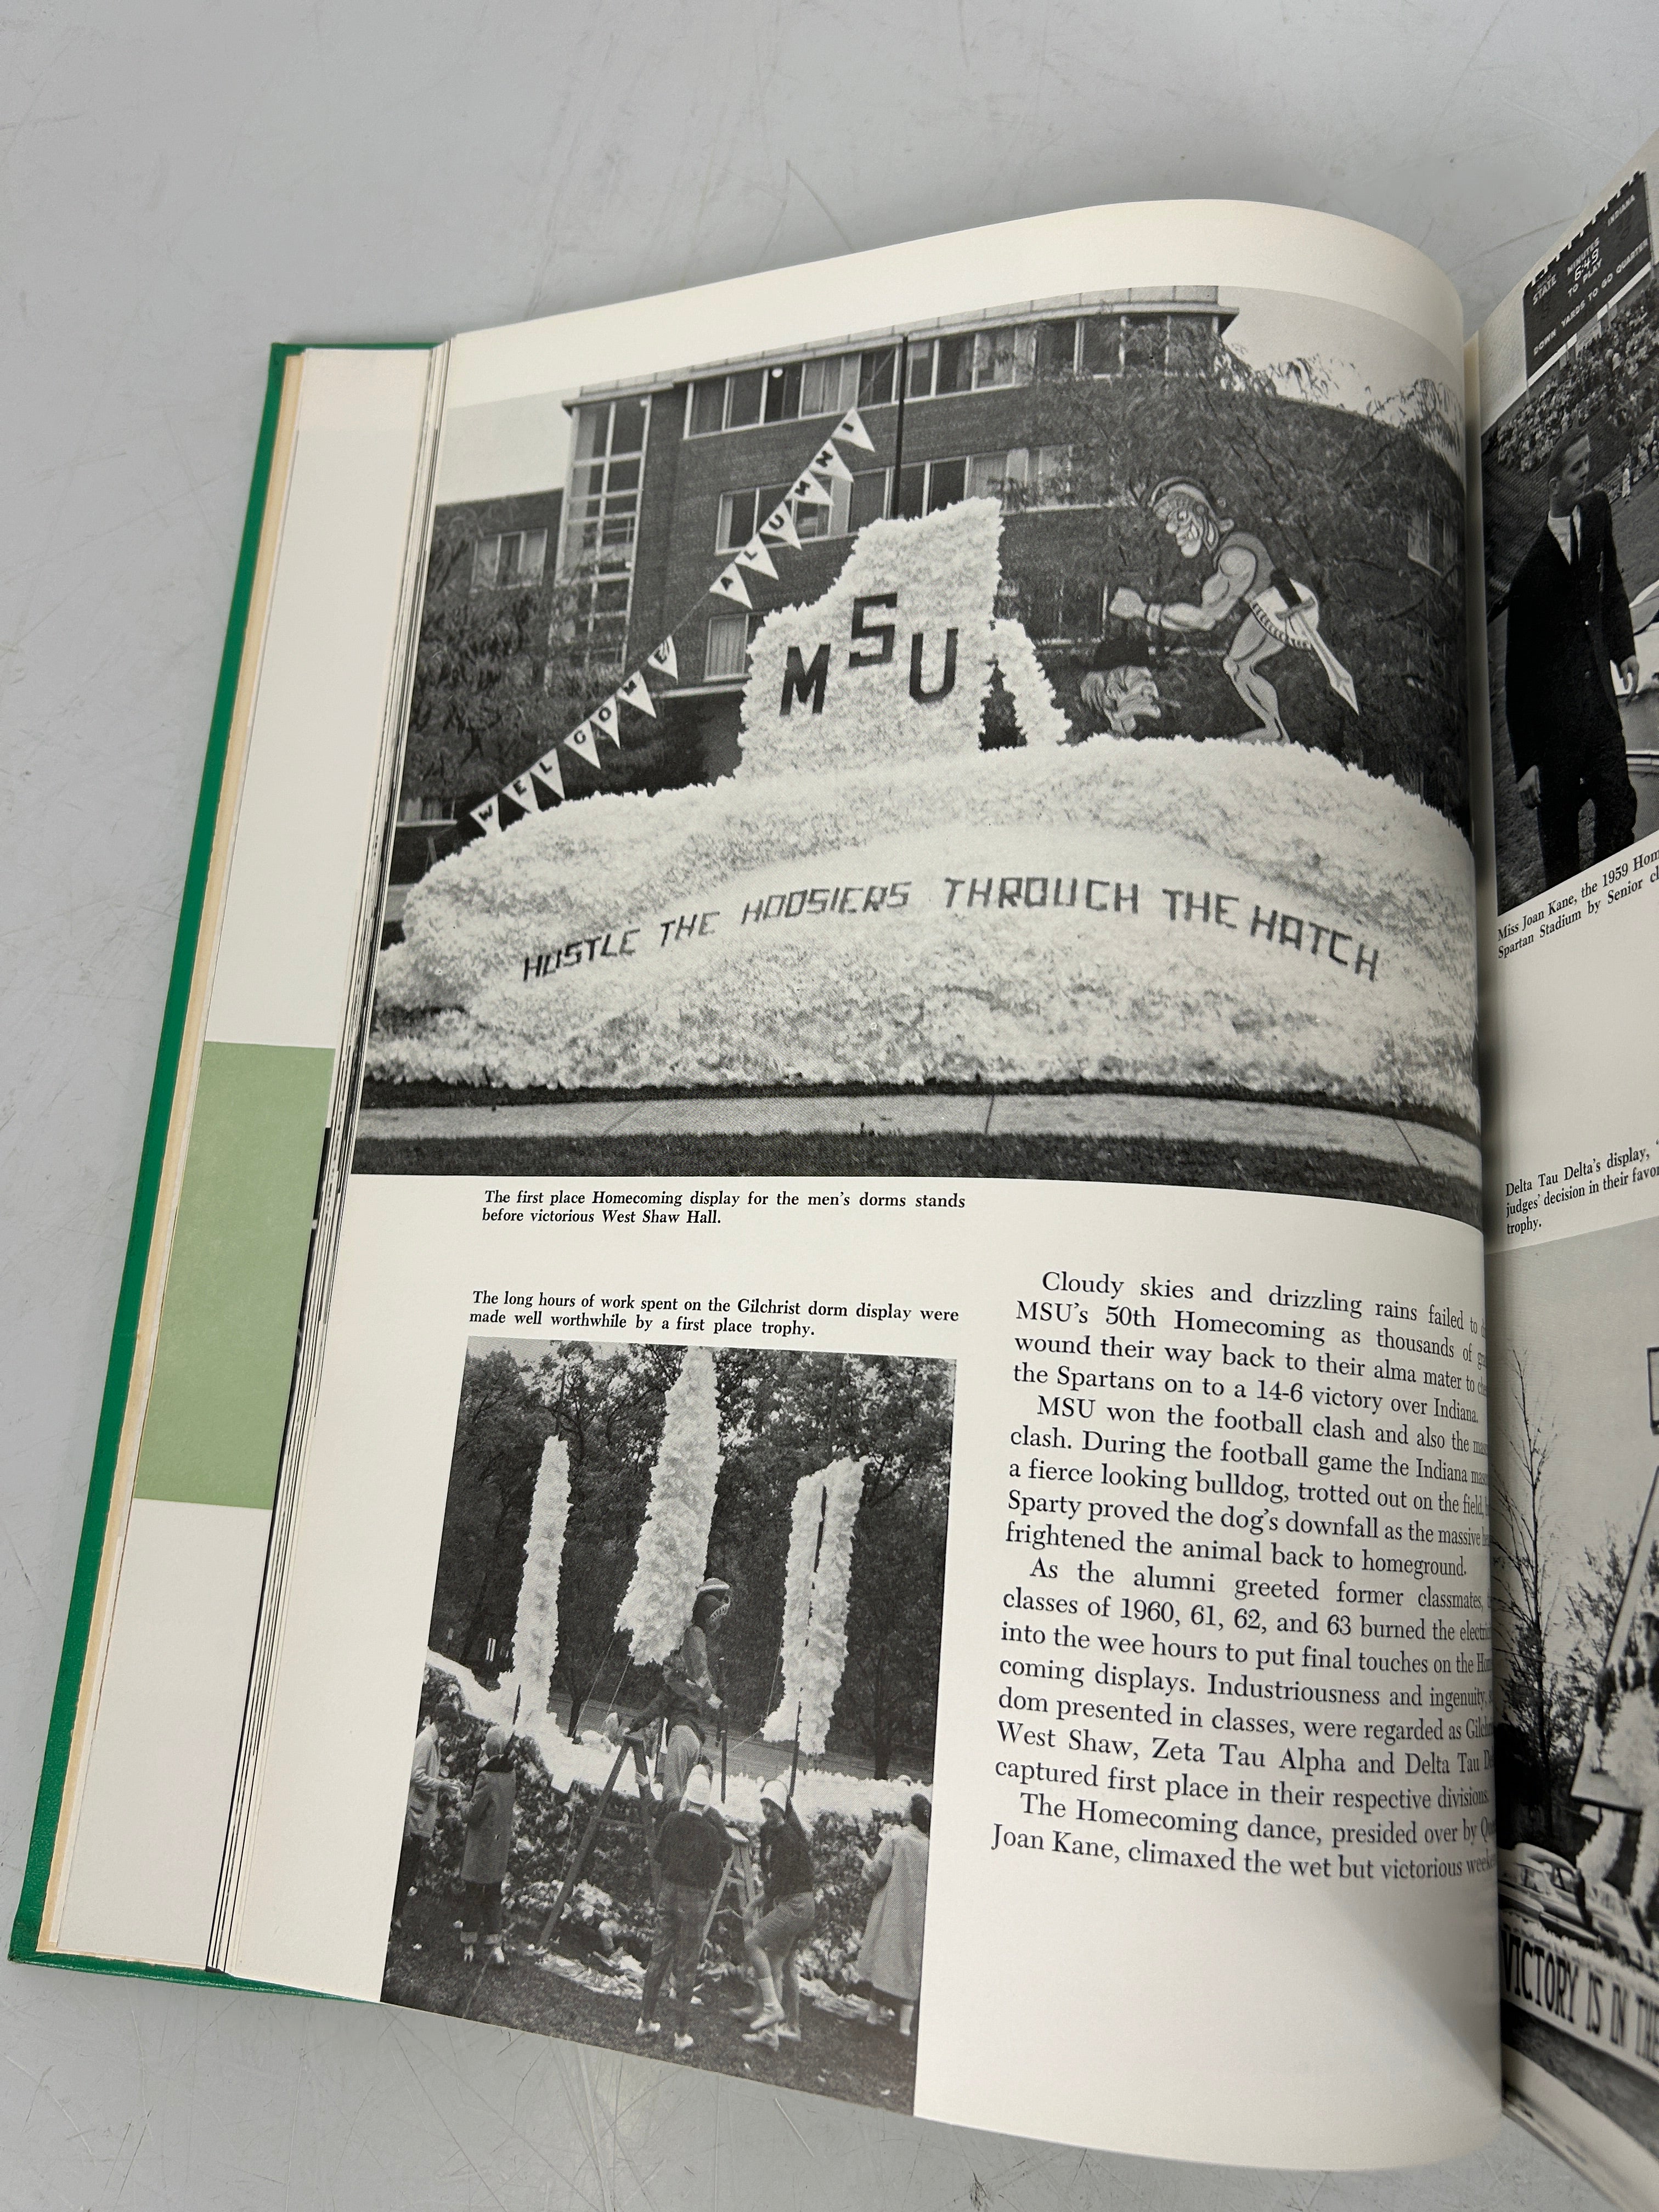 WELCOME ALUMNI
MSU
HUSTLE THE HOOSIERS THROUGH THE HATCH
The first place Homecoming display for the men's dorms stands
before victorious West Shaw Hall.
The long hours of work spent on the Gilchrist dorm display were
made well worthwhile by a first place trophy.
Cloudy skies and drizzling rains failed to
MSU's 50th Homecoming as thousands of
wound their way back to their alma mater to
the Spartans on to a 14-6 victory over Indiana.
MSU won the football clash and also the
clash. During the football game the Indiana
a fierce looking bulldog, trotted out on the field,
Sparty proved the dog's downfall as the massive
frightened the animal back to homeground.
As the alumni greeted former classmates,
classes of 1960, 61, 62, and 63 burned the
into the wee hours to put final touches on the
coming displays. Industriousness and ingenuity,
dom presented in classes, were regarded as
West Shaw, Zeta Tau Alpha and Delta Tau
captured first place in their respective divisions.
The Homecoming dance, presided over by
Joan Kane, climaxed the wet but victorious
STATE MINUTES 6:49 TO PLAY INDIANA
DOWN YARDS TO GO QUARTER
Miss Joan Kane, the 1959
Spartan Stadium by Senior
Delta Tau Delta's display,
judges' decision in their
trophy.
VICTORY IS IN THE